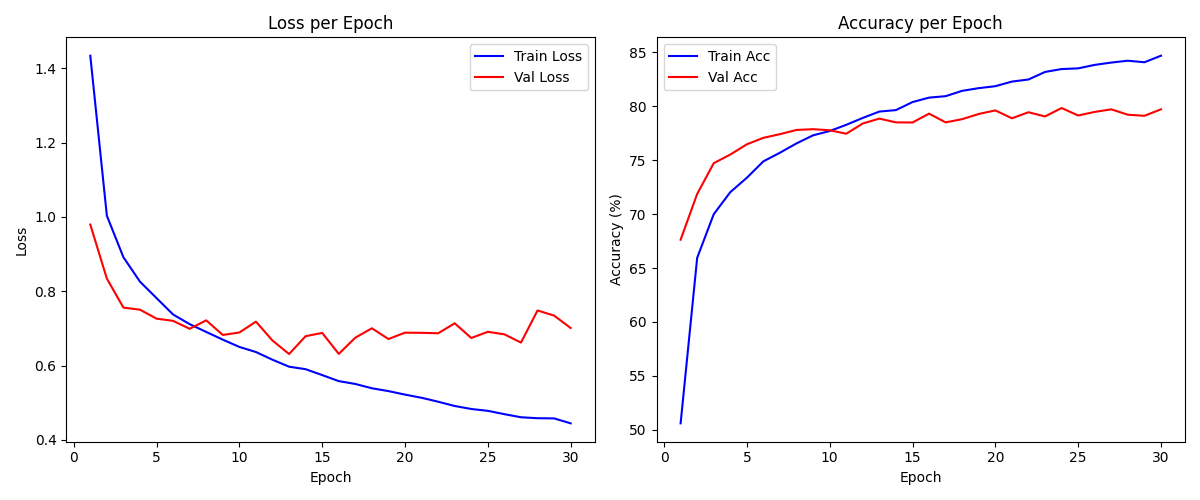 Loss per Epoch
Train Loss
Val Loss
1.4
1.2
1.0
0.8
0.6
0.4
Loss
0 5 10 15 20 25 30
Epoch
Accuracy per Epoch
Train Acc
Val Acc
85
80
75
70
65
60
55
50
Accuracy (%)
0 5 10 15 20 25 30
Epoch